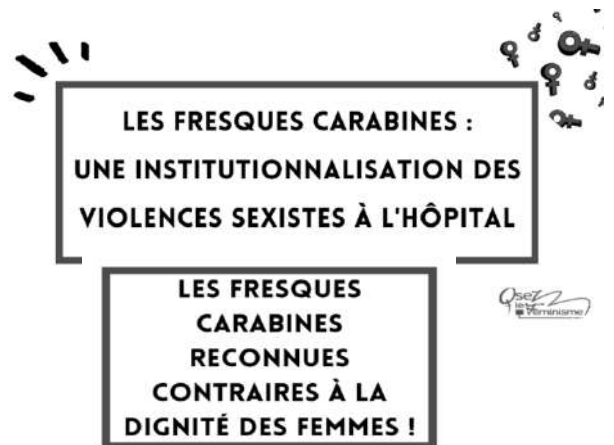 LES FRESQUES CARABINES :
UNE INSTITUTIONNALISATION DES
VIOLENCES SEXISTES À L'HÔPITAL
LES FRESQUES
CARABINES
RECONNUES
CONTRAIRES À LA
DIGNITÉ DES FEMMES !
Osez
le féminisme!